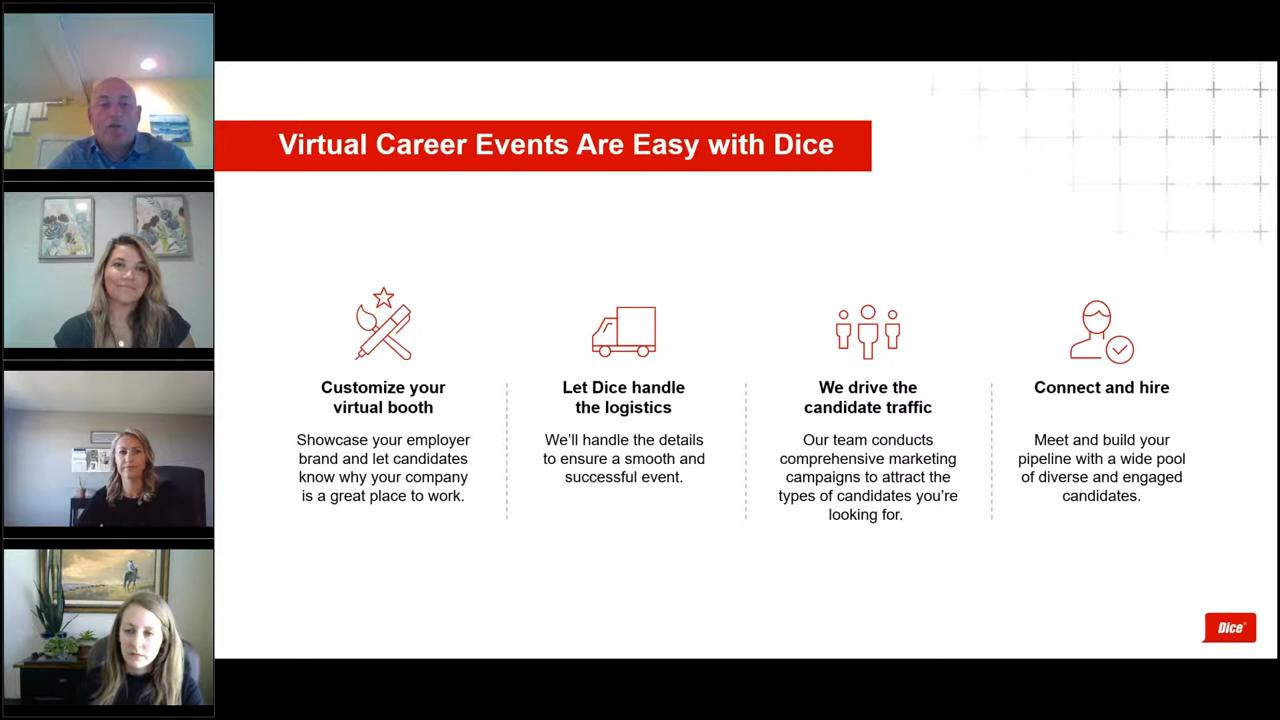 Virtual Career Events Are Easy with Dice
Customize your
virtual booth
Showcase your employer
brand and let candidates
know why your company
is a great place to work.
Let Dice handle
the logistics
We’ll handle the details
to ensure a smooth and
successful event.
We drive the
candidate traffic
Our team conducts
comprehensive marketing
campaigns to attract the
types of candidates you’re
looking for.
Connect and hire
Meet and build your
pipeline with a wide pool
of diverse and engaged
candidates.
Dice®